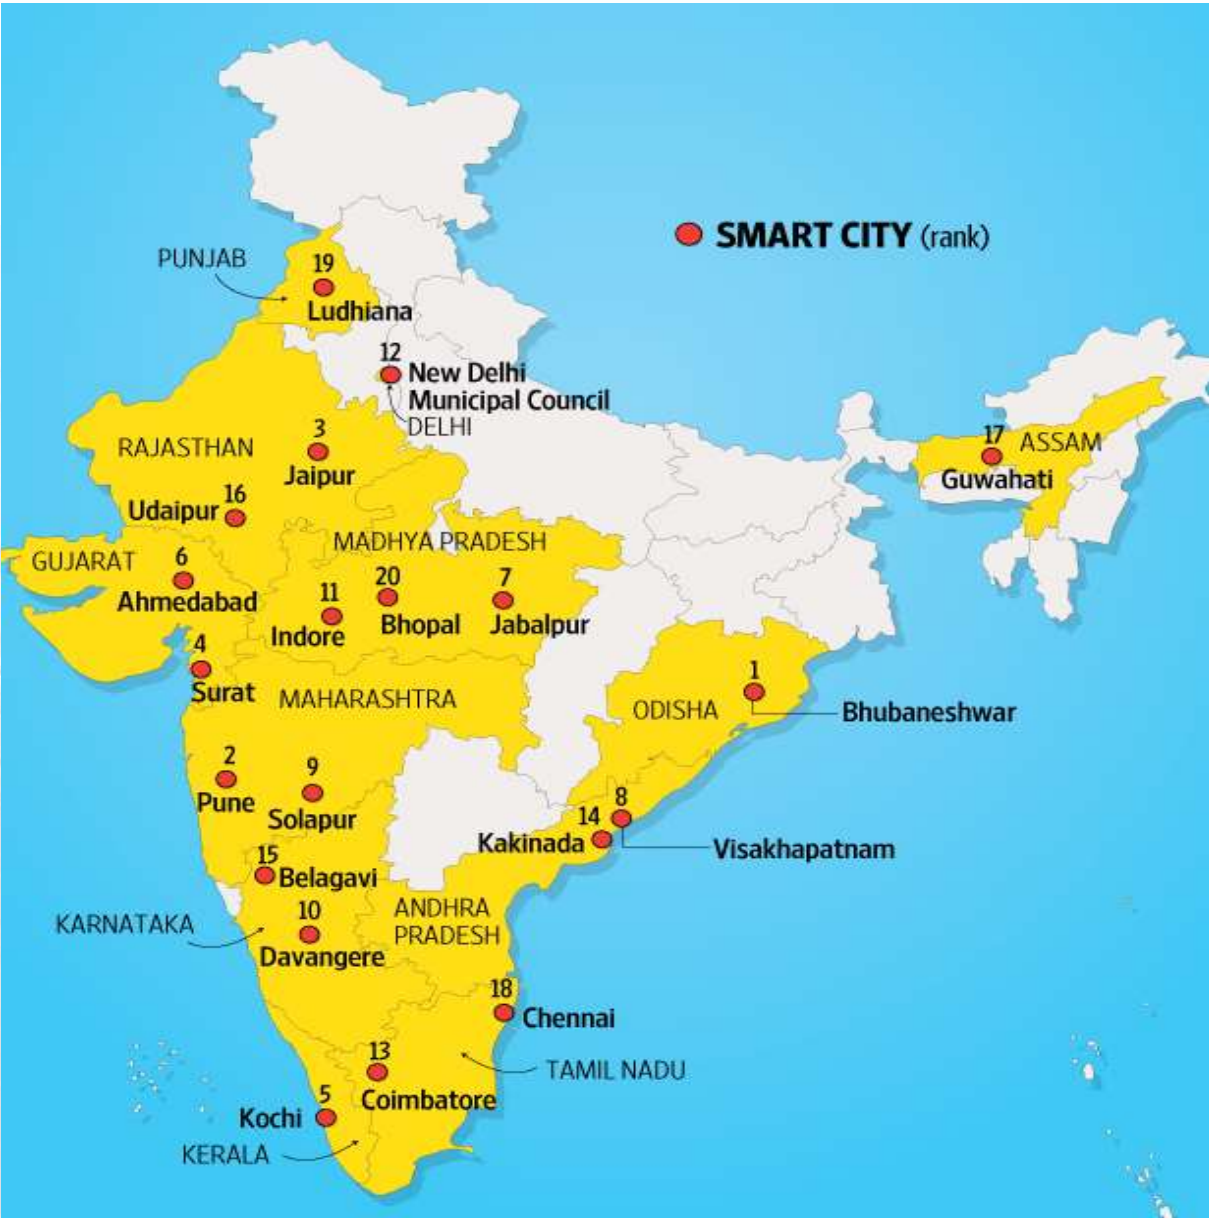 SMART CITY (rank)
PUNJAB
19
Ludhiana
12
New Delhi
Municipal Council
DELHI
RAJASTHAN
3
Jaipur
17
ASSAM
Guwahati
Udaipur
16
GUJARAT
6
Ahmedabad
MADHYA PRADESH
11
Indore
20
Bhopal
7
Jabalpur
4
Surat
MAHARASHTRA
ODISHA
1
Bhubaneshwar
2
Pune
9
Solapur
8
14
Kakinada
Visakhapatnam
15
Belagavi
KARNATAKA
10
Davangere
ANDHRA
PRADESH
18
Chennai
13
Coimbatore
TAMIL NADU
5
Kochi
KERALA